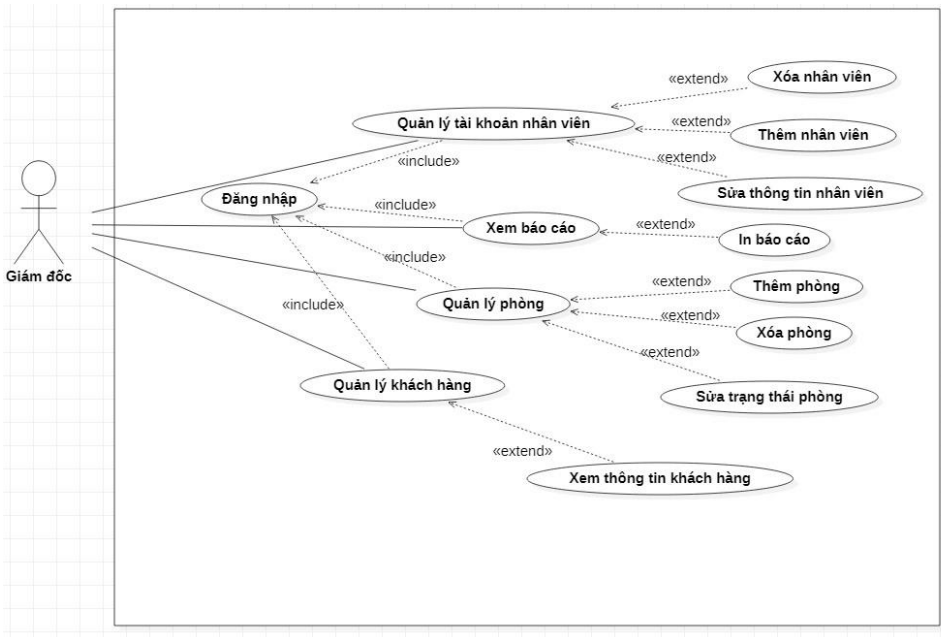 «extend»
Xóa nhân viên
Quản lý tài khoản nhân viên
«extend»
Thêm nhân viên
«include»
«extend»
Đăng nhập
Sửa thông tin nhân viên
«include»
Xem báo cáo
«extend»
In báo cáo
Giám đốc
«include»
«extend»
Thêm phòng
«include»
Quản lý phòng
«extend»
Xóa phòng
«extend»
Quản lý khách hàng
Sửa trạng thái phòng
«extend»
Xem thông tin khách hàng